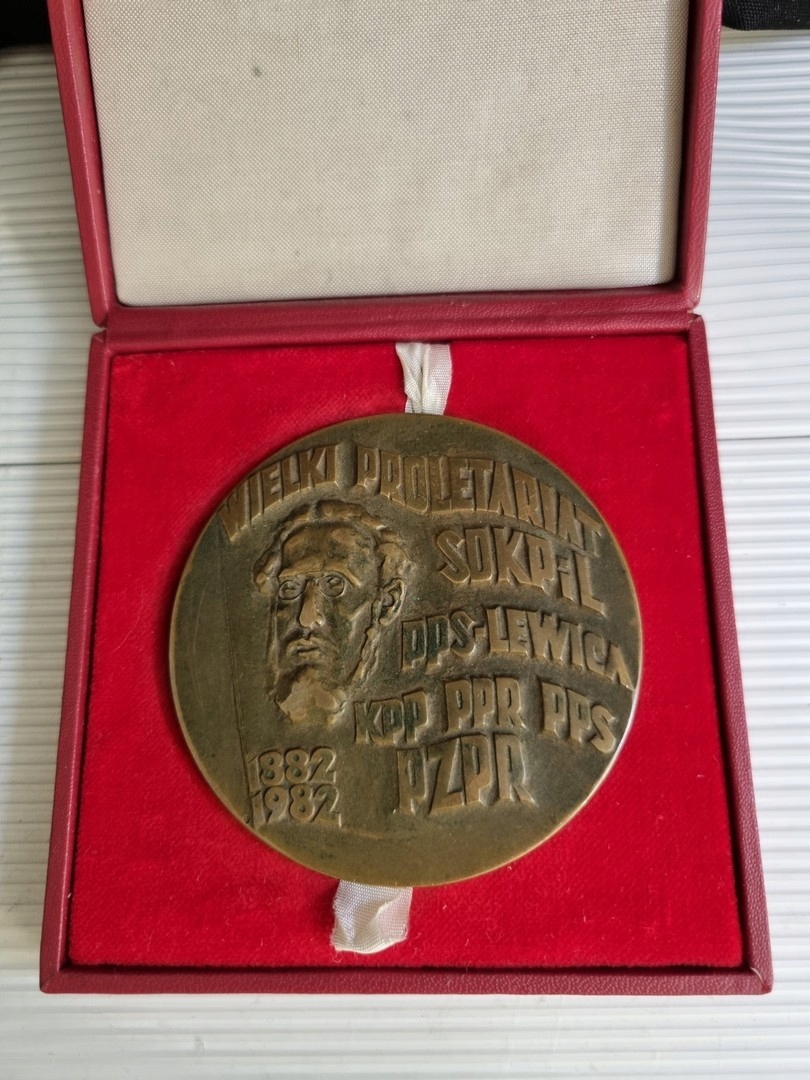 WIELKI PROLETARIAT
SDKPiL
PPS-LEWICA
KPP PPR PPS
PZPR
1882
1982